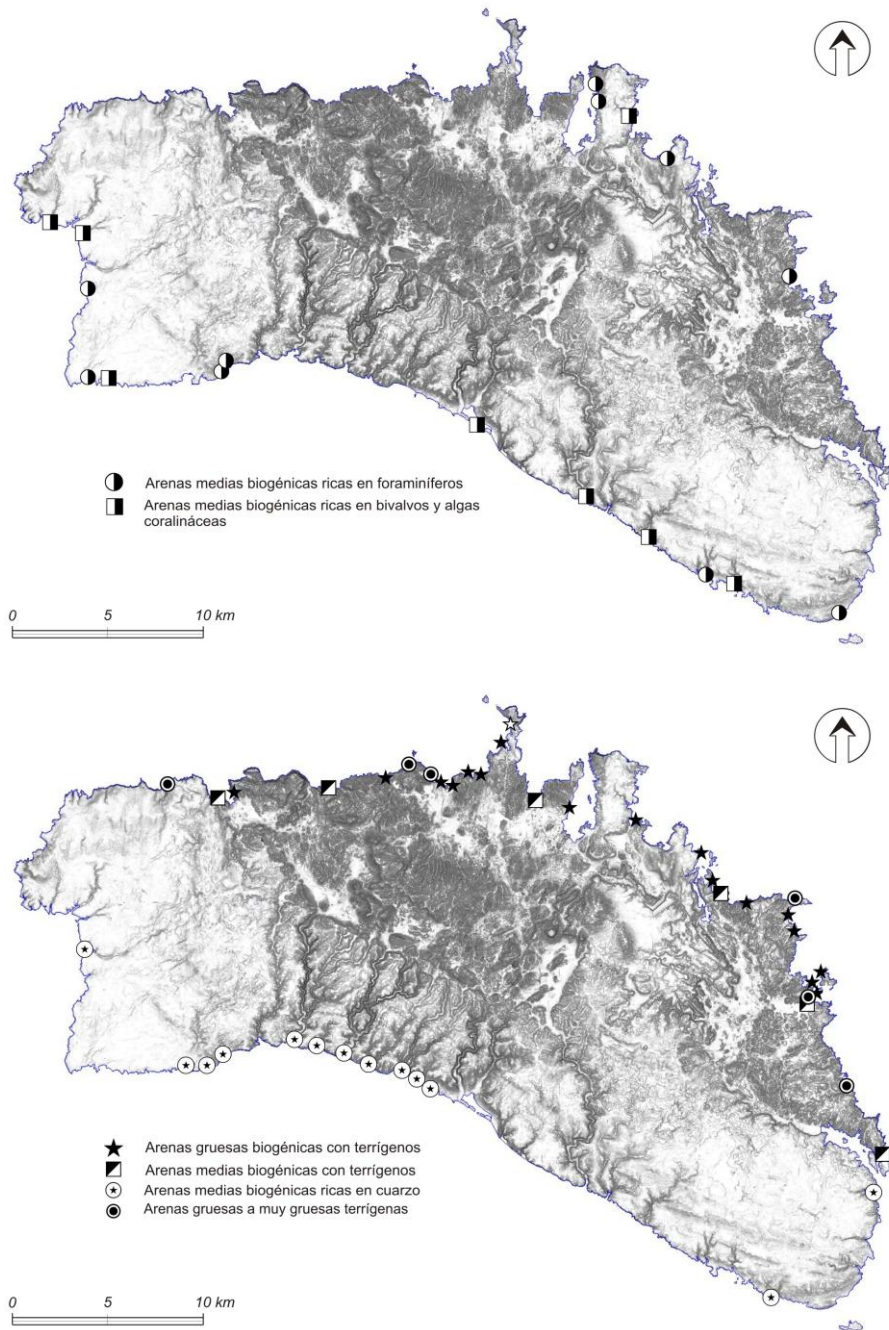 Arenas medias biogénicas ricas en foraminíferos
Arenas medias biogénicas ricas en bivalvos y algas
coralináceas
0 5 10 km
Arenas gruesas biogénicas con terrígenos
Arenas medias biogénicas con terrígenos
Arenas medias biogénicas ricas en cuarzo
Arenas gruesas a muy gruesas terrígenas
0 5 10 km